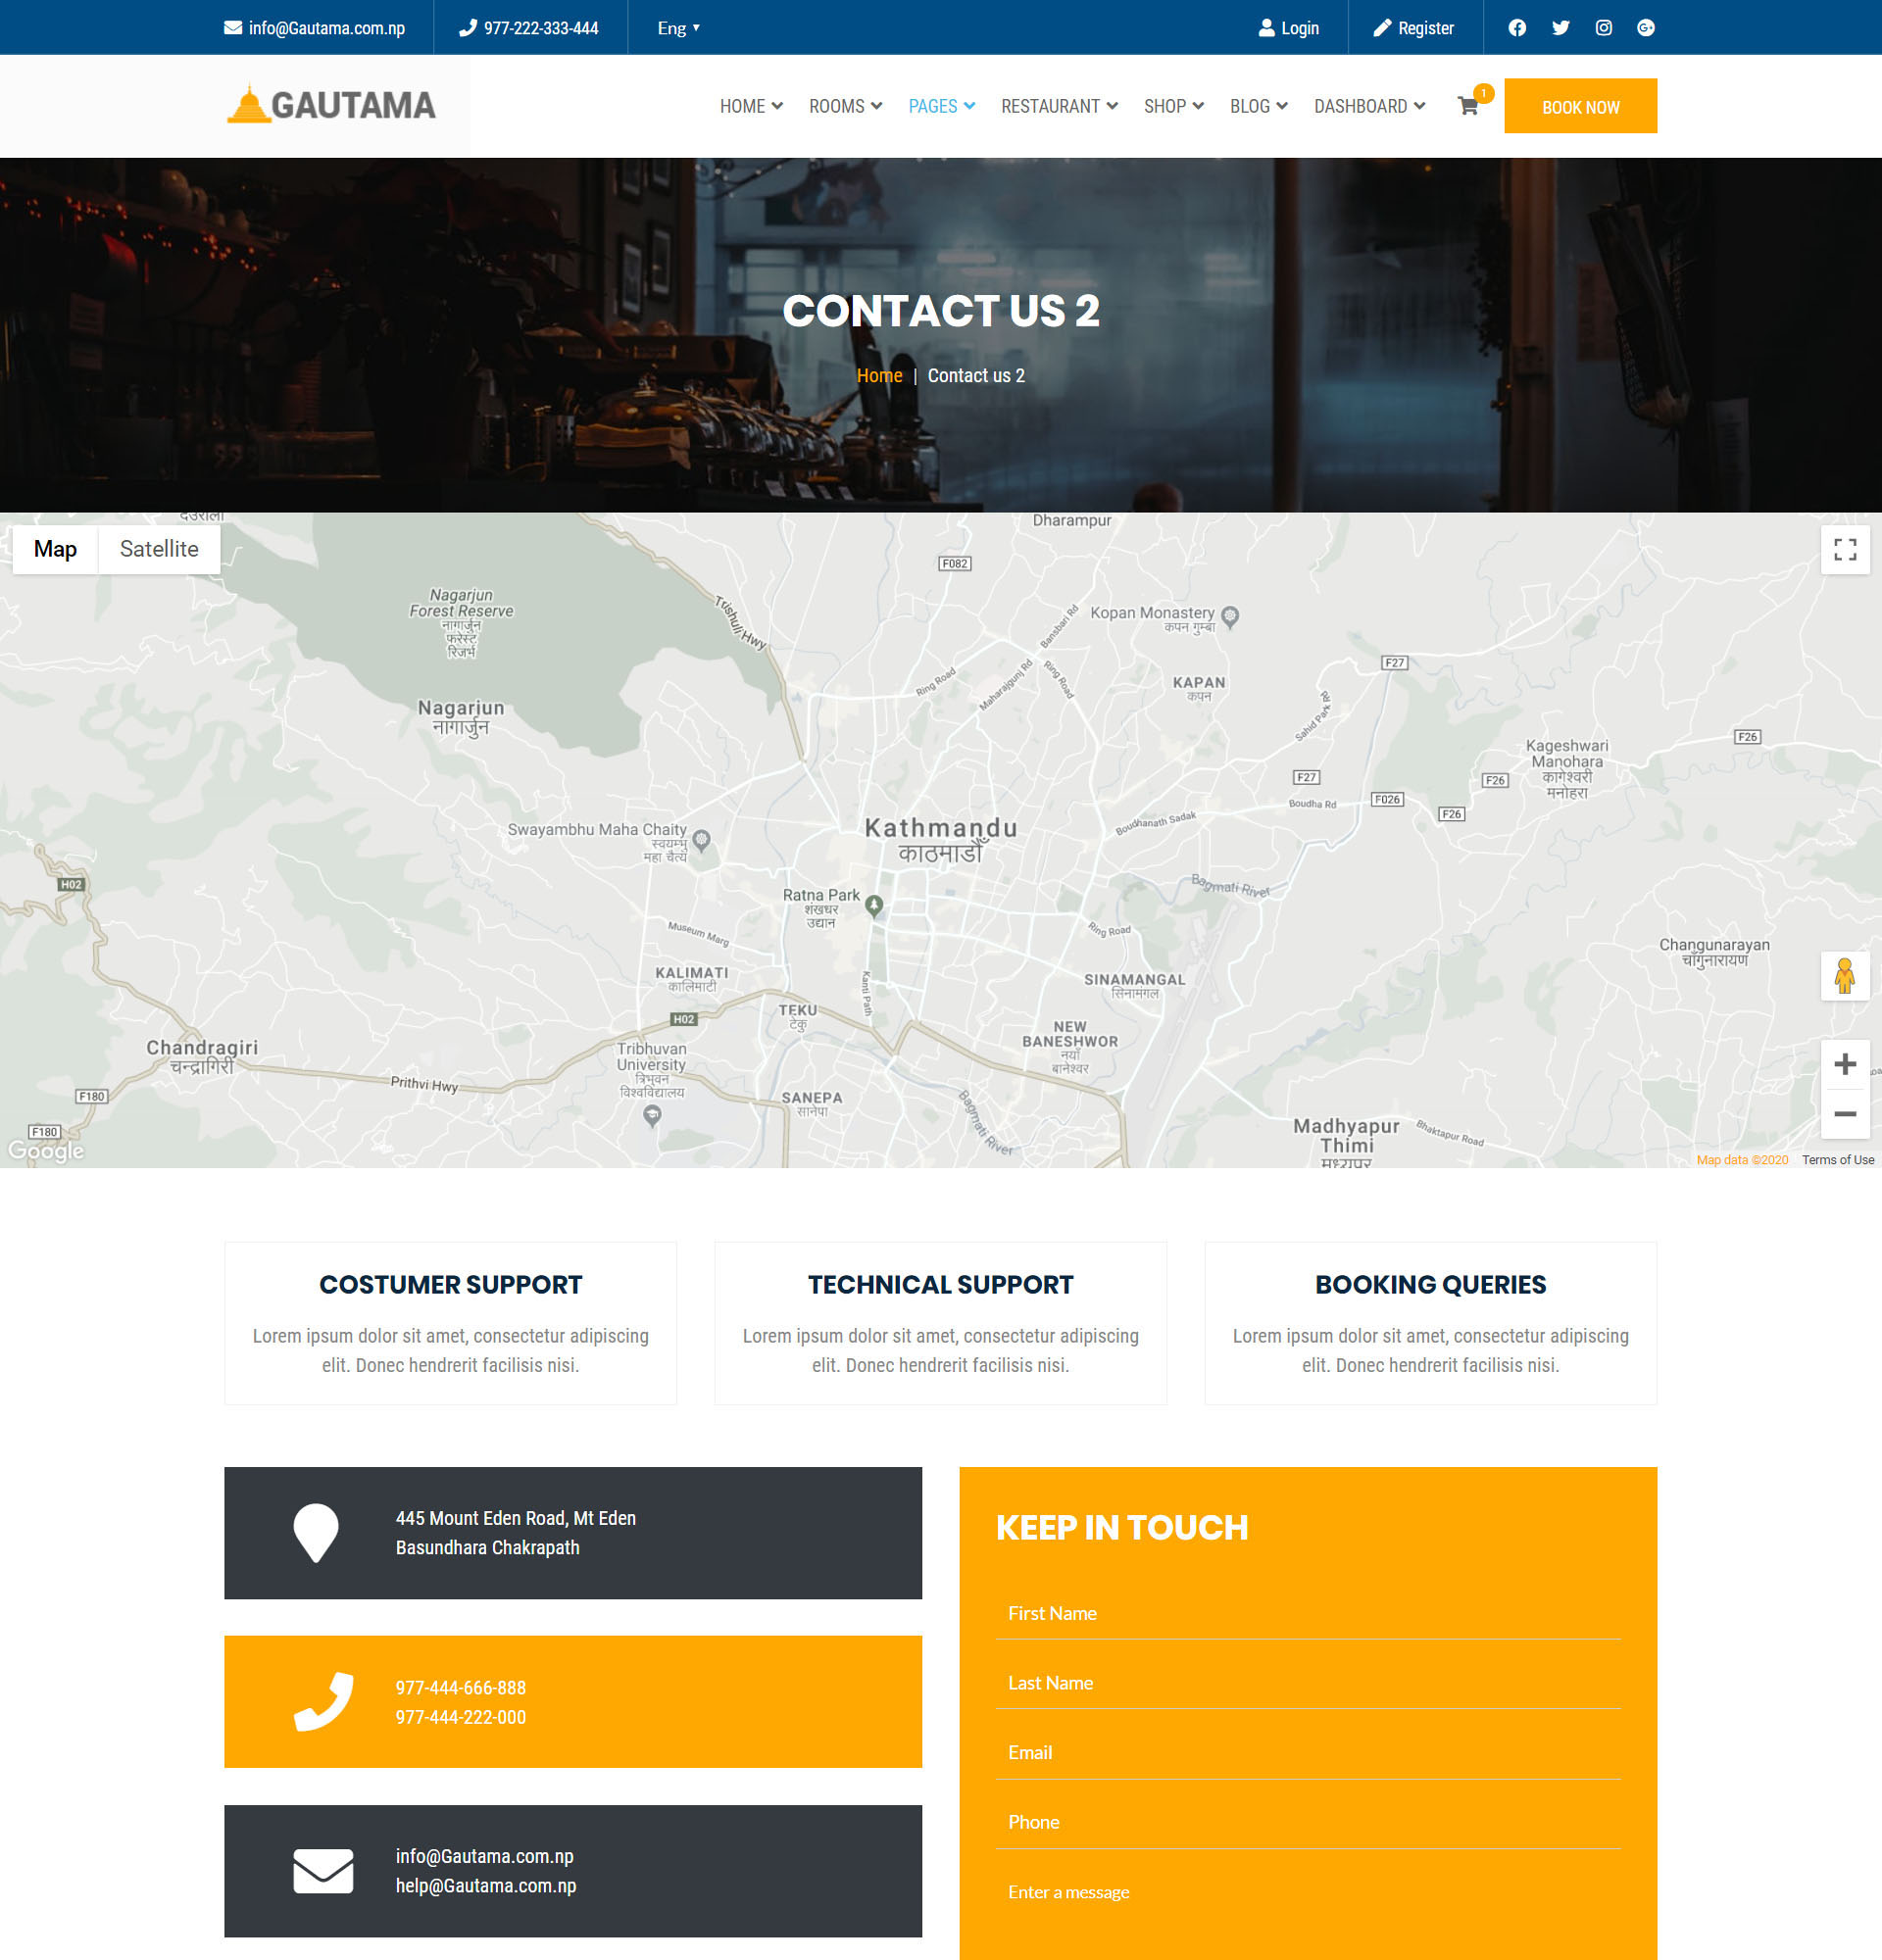 info@Gautama.com.np
977-222-333-444
Eng
Login
Register
GAUTAMA
HOME
ROOMS
PAGES
RESTAURANT
SHOP
BLOG
DASHBOARD
1
BOOK NOW
CONTACT US 2
Home | Contact us 2
देउराली
Dharampur
Map
Satellite
F082
Nagarjun
Forest Reserve
नागार्जुन
फरेस्ट
रिजर्भ
Trishuli Hwy
Bansbari Rd
Kopan Monastery
कपन गुम्बा
Ring Road
Maharajgunj Rd
Ring Road
F27
KAPAN
कपन
Sahid Park Rd
Nagarjun
नागार्जुन
F26
Kageshwari
Manohara
कागेश्वरी
मनोहरा
F27
F26
Boudha Rd
F026
F26
Boudhanath Sadak
Kathmandu
काठमाडौं
Swayambhu Maha Chaity
स्वयम्भु
महा चैत्य
H02
Bagmati River
Ratna Park
शंखधर
उद्यान
Museum Marg
Ring Road
Changunarayan
चाँगुनारायण
KALIMATI
कालिमाटी
Kanti Path
SINAMANGAL
सिनामंगल
TEKU
टेकु
H02
NEW
BANESHWOR
नयाँ
बानेश्वर
Chandragiri
चन्द्रागिरी
Tribhuvan
University
त्रिभुवन
विश्वविद्यालय
Prithvi Hwy
F180
SANEPA
सानेपा
Bagmati River
Madhyapur
Thimi
मध्यपुर
Bhaktapur Road
F180
Google
Map data ©2020
Terms of Use
COSTUMER SUPPORT
Lorem ipsum dolor sit amet, consectetur adipiscing
elit. Donec hendrerit facilisis nisi.
TECHNICAL SUPPORT
Lorem ipsum dolor sit amet, consectetur adipiscing
elit. Donec hendrerit facilisis nisi.
BOOKING QUERIES
Lorem ipsum dolor sit amet, consectetur adipiscing
elit. Donec hendrerit facilisis nisi.
445 Mount Eden Road, Mt Eden
Basundhara Chakrapath
977-444-666-888
977-444-222-000
info@Gautama.com.np
help@Gautama.com.np
KEEP IN TOUCH
First Name
Last Name
Email
Phone
Enter a message